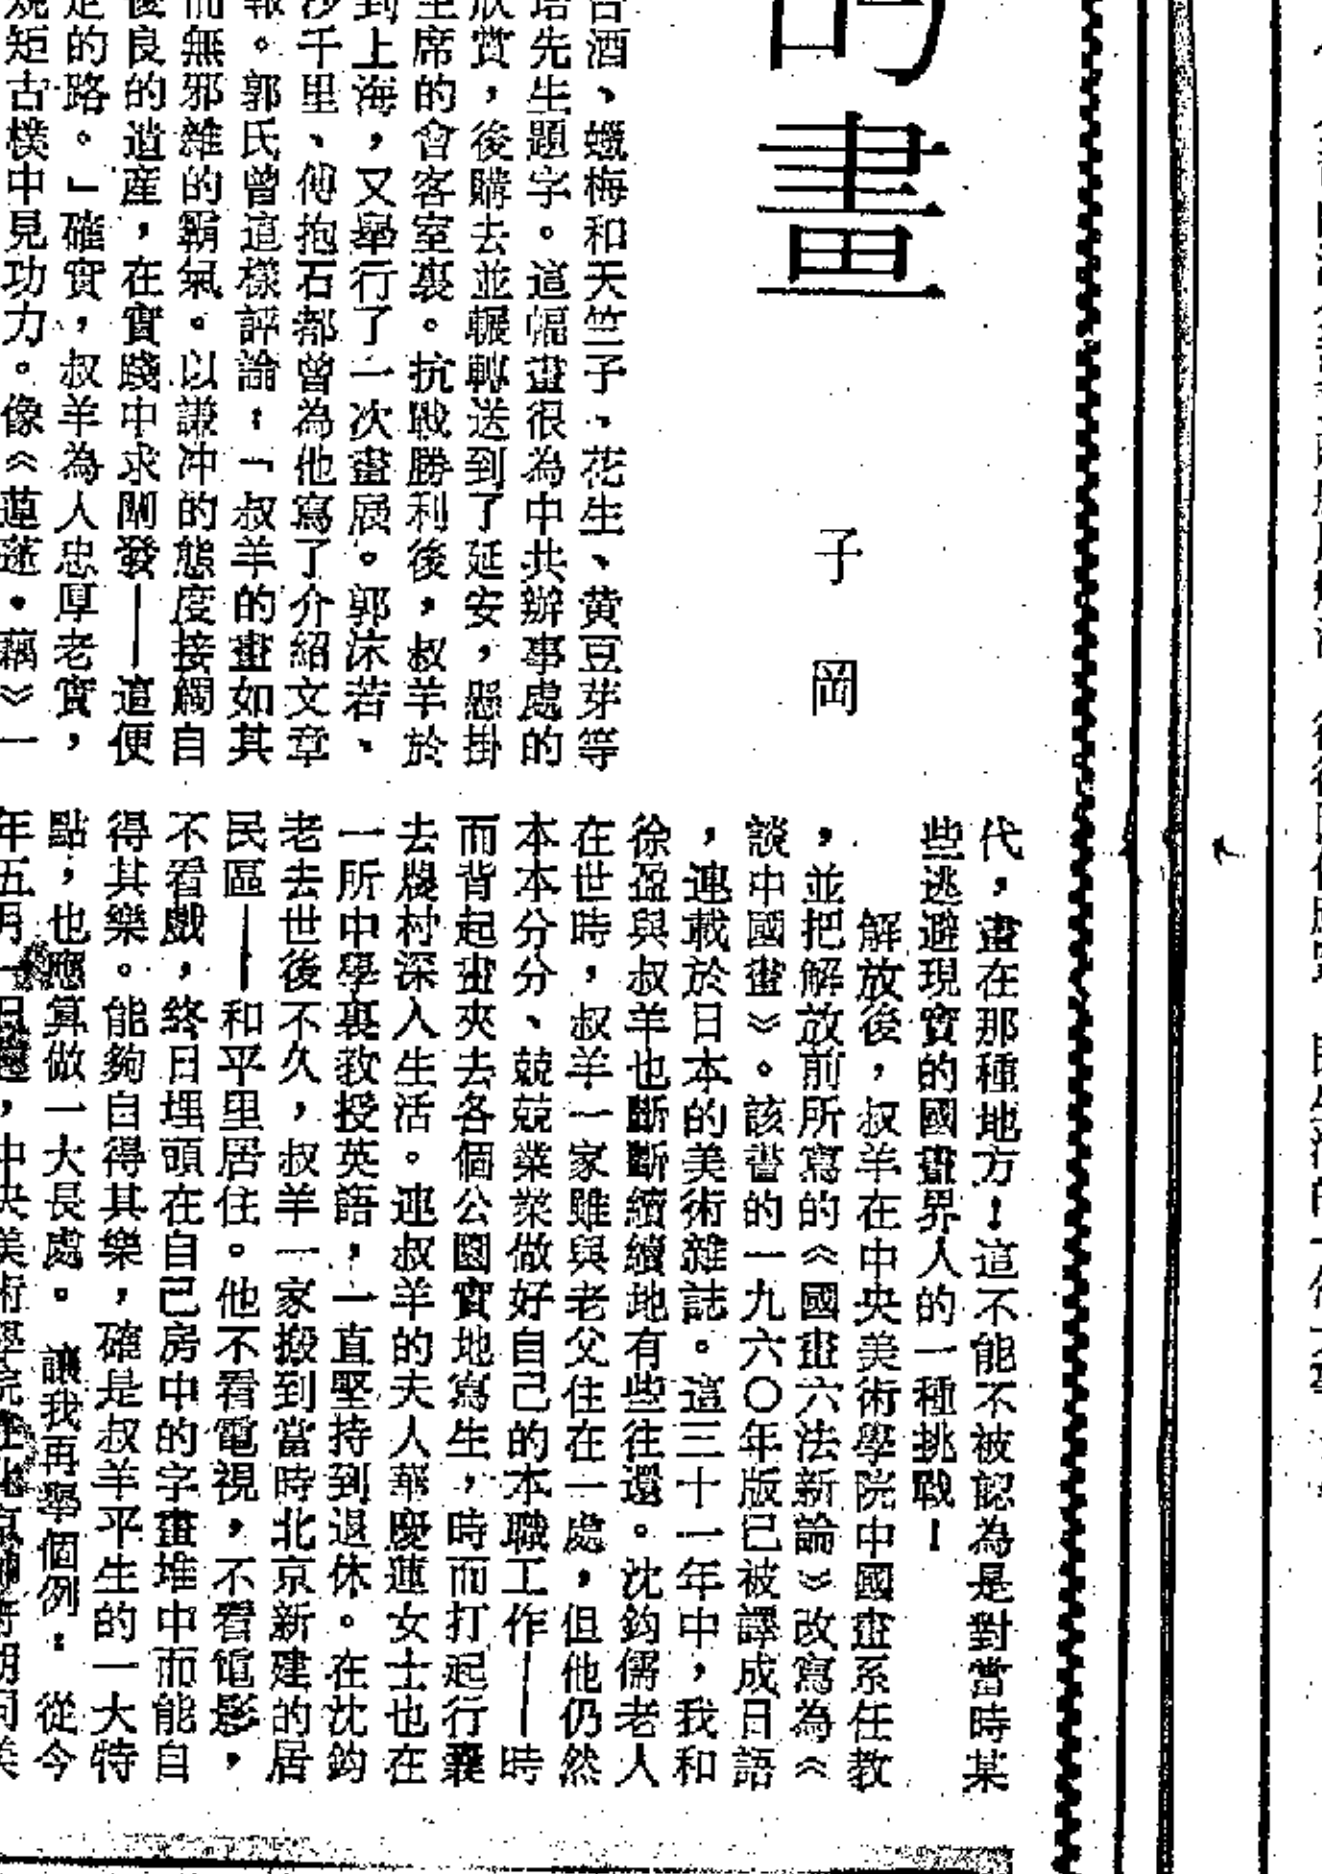 的畫
子岡
酒、蠟梅和天竺子、花生、黄豆芽等
培先生題字。這幅畫很為中共辦事處的
欣賞，後購去並輾轉送到了延安，懸掛
主席的會客室裏。抗戰勝利後，叔羊於
到上海，又舉行了一次畫展。郭沫若、
沙千里、傅抱石都曾為他寫了介紹文章
報。郭氏曾這樣評論：「叔羊的畫如其
而無邪雜的霸氣。以謙冲的態度接觸自
良的遺產，在實踐中求闡發——這便
的路。」確實，叔羊為人忠厚老實，
規矩古樸中見功力。像《蓮蓬·藕》一
代，畫在那種地方！這不能不被認為是對當時某
些逃避現實的國畫界人的一種挑戰！
解放後，叔羊在中央美術學院中國畫系任教
，並把解放前所寫的《國畫六法新論》改寫為《
談中國畫》。該書的一九六〇年版已被譯成日語
，連載於日本的美術雜誌。這三十一年中，我和
徐盈與叔羊也斷斷續續地有些往還。沈鈞儒老人
在世時，叔羊一家雖與老父住在一處，但他仍然
本本分分、兢兢業業做好自己的本職工作——時
而背起畫夾去各個公園實地寫生，時而打起行囊
去農村深入生活。連叔羊的夫人華慶蓮女士也在
一所中學裏教授英語，一直堅持到退休。在沈鈞
老去世後不久，叔羊一家搬到當時北京新建的居
民區——和平里居住。他不看電視，不看電影，
不看戲，終日埋頭在自己房中的字畫堆中而能自
得其樂。能夠自得其樂，確是叔羊平生的一大特
點，也應算做一大長處。讓我再舉個例：從今
年五月一日，中央美術學院